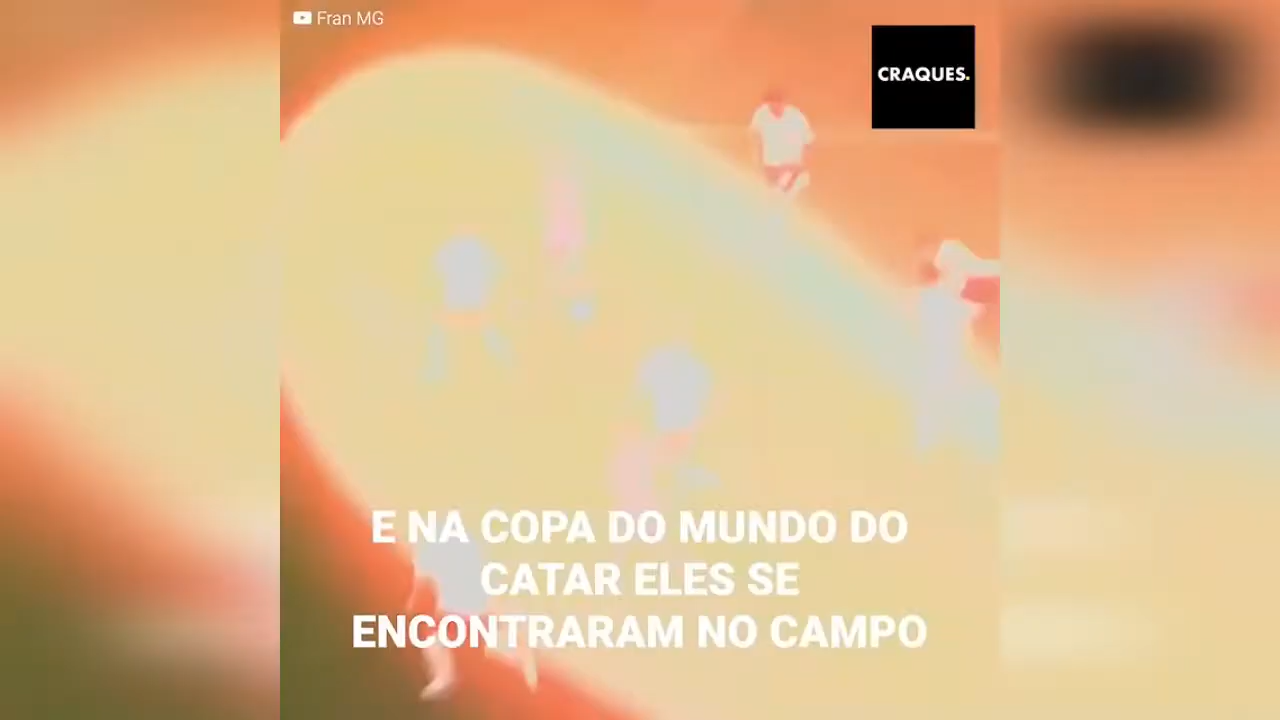 Fran MG
CRAQUES.
E NA COPA DO MUNDO DO
CATAR ELES SE
ENCONTRARAM NO CAMPO